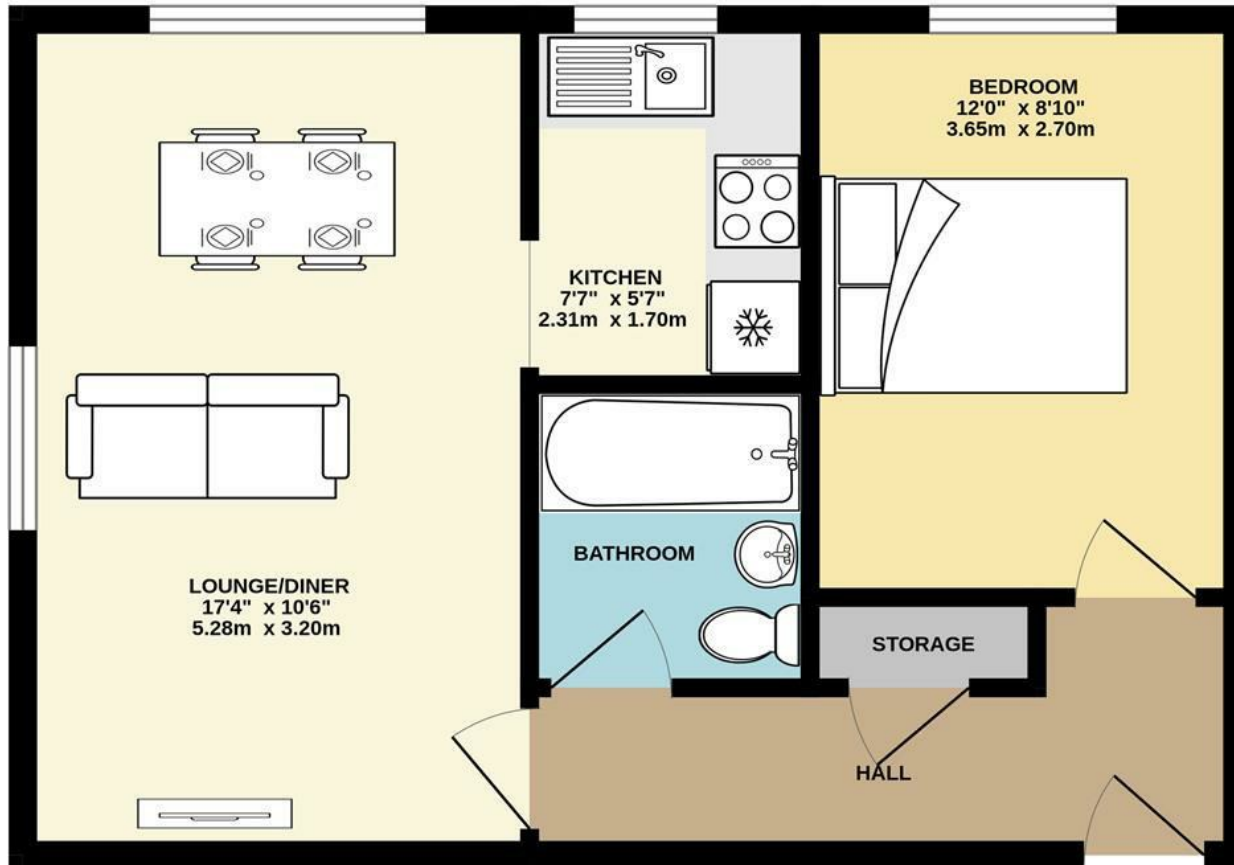 BEDROOM
12'0" x 8'10"
3.65m x 2.70m
KITCHEN
7'7" x 5'7"
2.31m x 1.70m
BATHROOM
LOUNGE/DINER
17'4" x 10'6"
5.28m x 3.20m
STORAGE
HALL